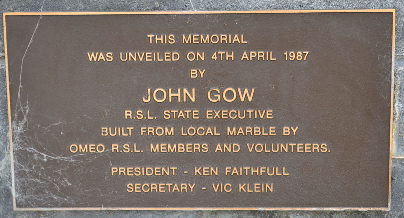 THIS MEMORIAL
WAS UNVEILED ON 4TH APRIL 1987
BY
JOHN GOW
R.S.L. STATE EXECUTIVE
BUILT FROM LOCAL MARBLE BY
OMEO R.S.L. MEMBERS AND VOLUNTEERS.
PRESIDENT - KEN FAITHFULL
SECRETARY - VIC KLEIN